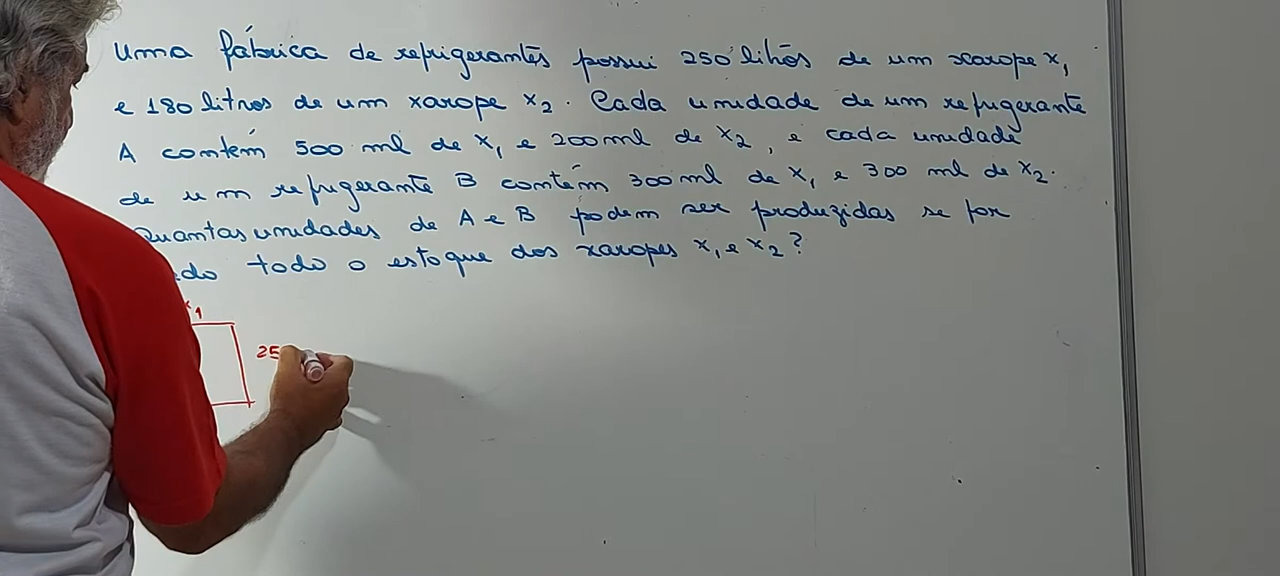 Uma fábrica de refrigerantes possui 250 litros de um xarope x1
e 180 litros de um xarope x2. Cada unidade de um refrigerante
A contém 500 ml de x1 e 200 ml de x2, e cada unidade
de um refrigerante B contém 300 ml de x1 e 300 ml de x2.
Quantas unidades de A e B podem ser produzidas se for
do todo o estoque dos xaropes x1 e x2?
x1
25